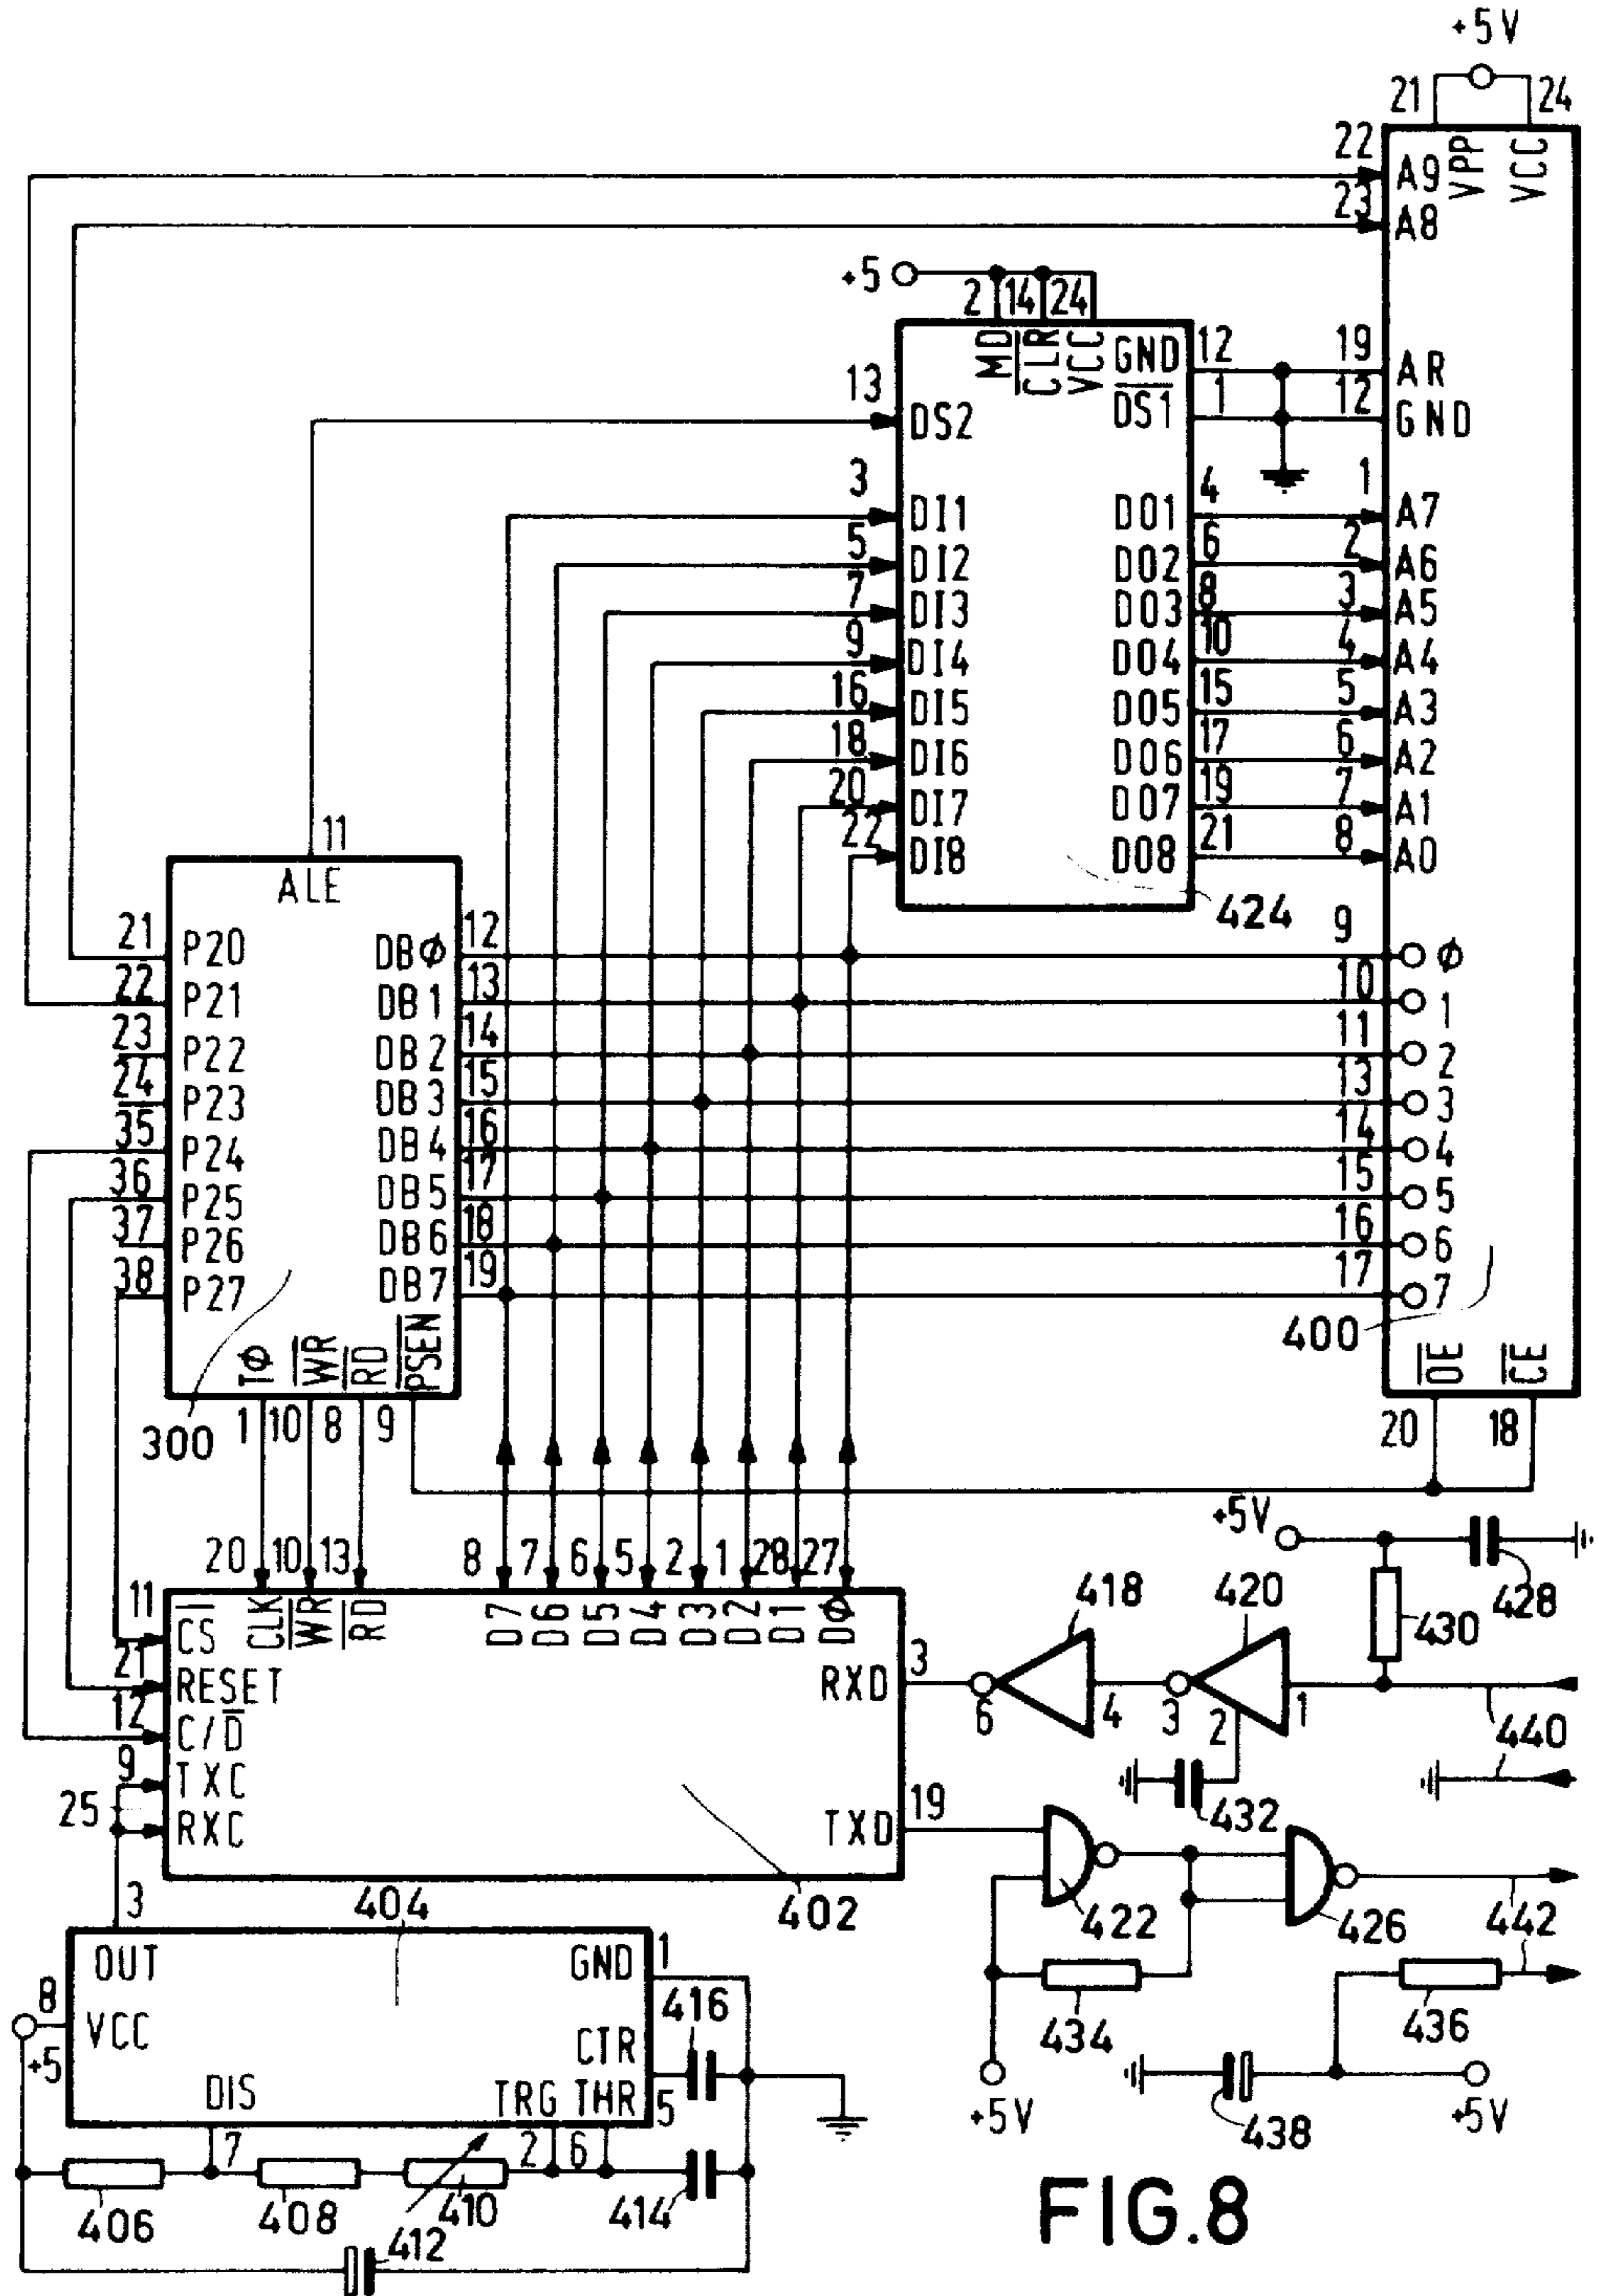 +5V
21 24
22 A9 VPP VCC
23 A8
+5
2 14 24
MD CLR VCC GND 12 19 AR
13 DS2 DS1 1 12 GND
3 DI1 DO1 4 1 A7
5 DI2 DO2 6 2 A6
7 DI3 DO3 8 3 A5
9 DI4 DO4 10 4 A4
16 DI5 DO5 15 5 A3
18 DI6 DO6 17 6 A2
20 DI7 DO7 19 7 A1
22 DI8 DO8 21 8 A0
424
11
ALE
21 P20 DBϕ 12 9 ϕ
22 P21 DB1 13 10 1
23 P22 DB2 14 11 2
24 P23 DB3 15 13 3
35 P24 DB4 16 14 4
36 P25 DB5 17 15 5
37 P26 DB6 18 16 6
38 P27 DB7 19 17 7
400
Tϕ WR RD PSEN OE CE
300 1 10 8 9 20 18
+5V
428
430
20 10 13 8 7 6 5 2 1 28 27
CLK WR RD D7 D6 D5 D4 D3 D2 D1 Dϕ
11 CS
21 RESET
12 C/D
9 TXC
25 RXC
RXD 3
418 420
6 4 3 2 1
440
432
TXD 19
402
422 426 442
434 436
+5V
438
+5V
404
3
OUT GND 1
8 VCC
+5
CTR 5
416
DIS TRG THR
7 2 6
406 408 410 414
412
FIG.8